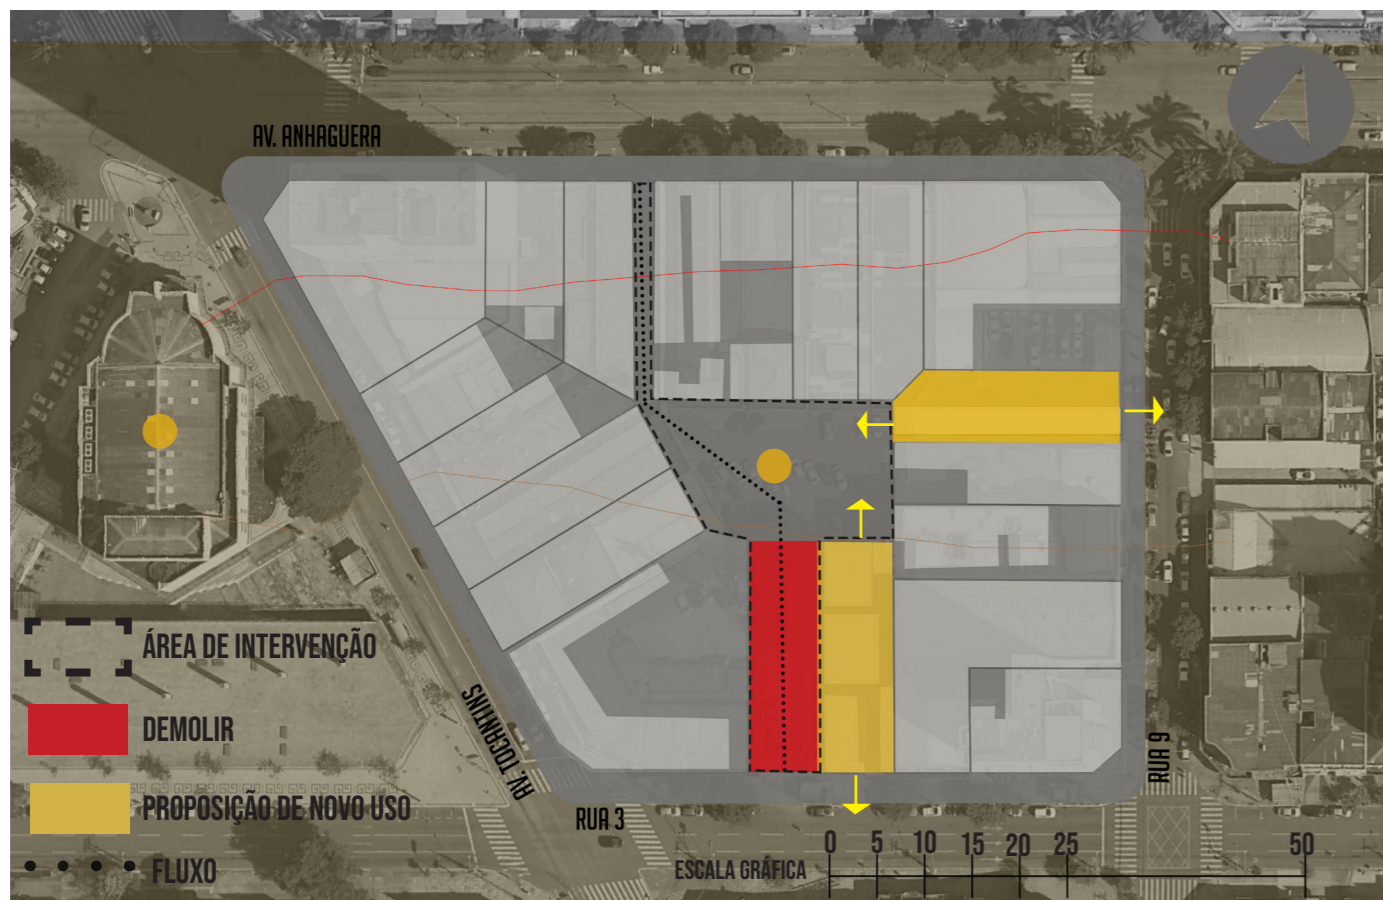 AV. ANHAGUERA
ÁREA DE INTERVENÇÃO
DEMOLIR
AV. TOCANTINS
RUA 9
PROPOSIÇÃO DE NOVO USO
RUA 3
FLUXO
ESCALA GRÁFICA
0 5 10 15 20 25 50